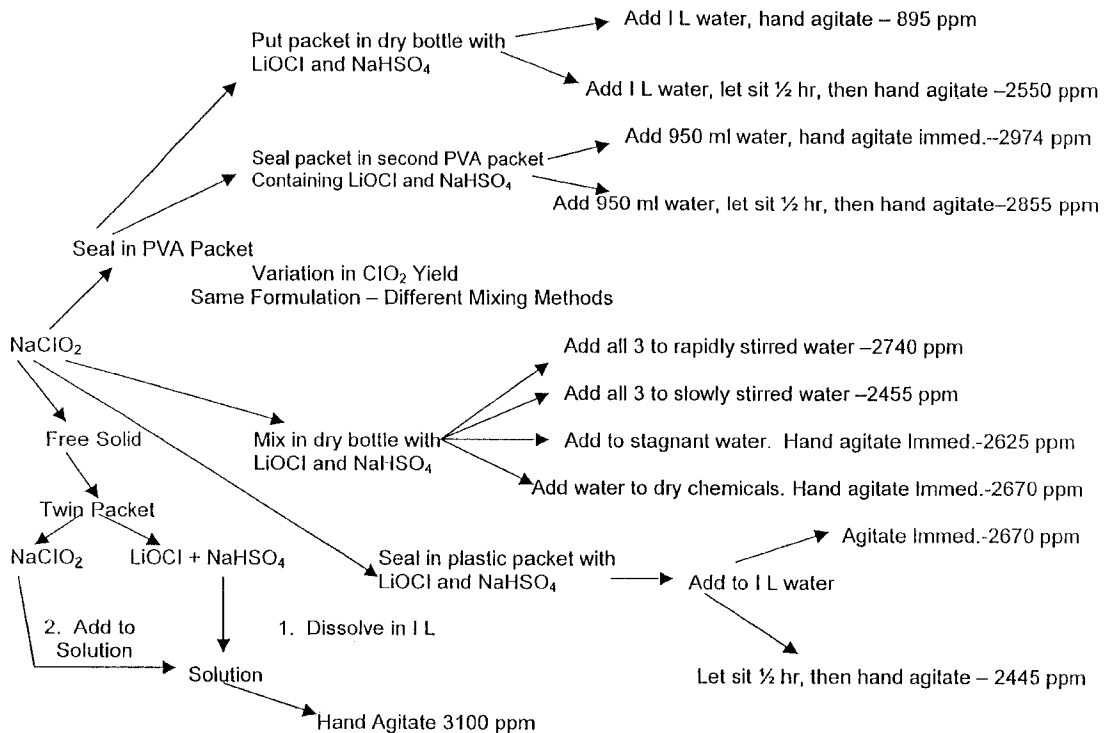 Add I L water, hand agitate – 895 ppm
Put packet in dry bottle with
LiOCl and NaHSO₄
Add I L water, let sit ½ hr, then hand agitate –2550 ppm
Add 950 ml water, hand agitate immed.–2974 ppm
Seal packet in second PVA packet
Containing LiOCl and NaHSO₄
Add 950 ml water, let sit ½ hr, then hand agitate–2855 ppm
Seal in PVA Packet
Variation in ClO₂ Yield
Same Formulation – Different Mixing Methods
NaClO₂
Add all 3 to rapidly stirred water –2740 ppm
Add all 3 to slowly stirred water –2455 ppm
Free Solid
Mix in dry bottle with
LiOCl and NaHSO₄
Add to stagnant water. Hand agitate Immed.-2625 ppm
Add water to dry chemicals. Hand agitate Immed.-2670 ppm
Twin Packet
NaClO₂
LiOCl + NaHSO₄
Seal in plastic packet with
LiOCl and NaHSO₄
Agitate Immed.-2670 ppm
Add to I L water
2. Add to
Solution
1. Dissolve in I L
Solution
Let sit ½ hr, then hand agitate – 2445 ppm
Hand Agitate 3100 ppm